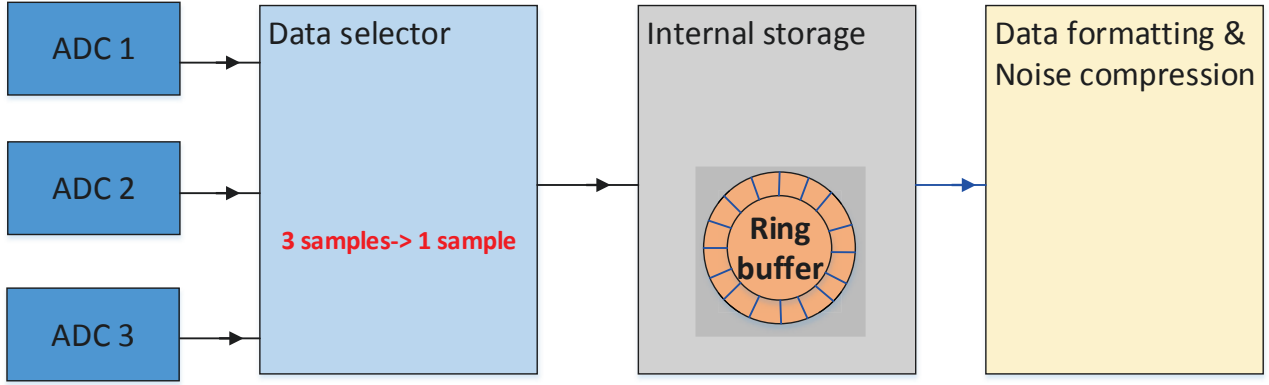 ADC 1
ADC 2
ADC 3
Data selector
3 samples-> 1 sample
Internal storage
Ring
buffer
Data formatting &
Noise compression